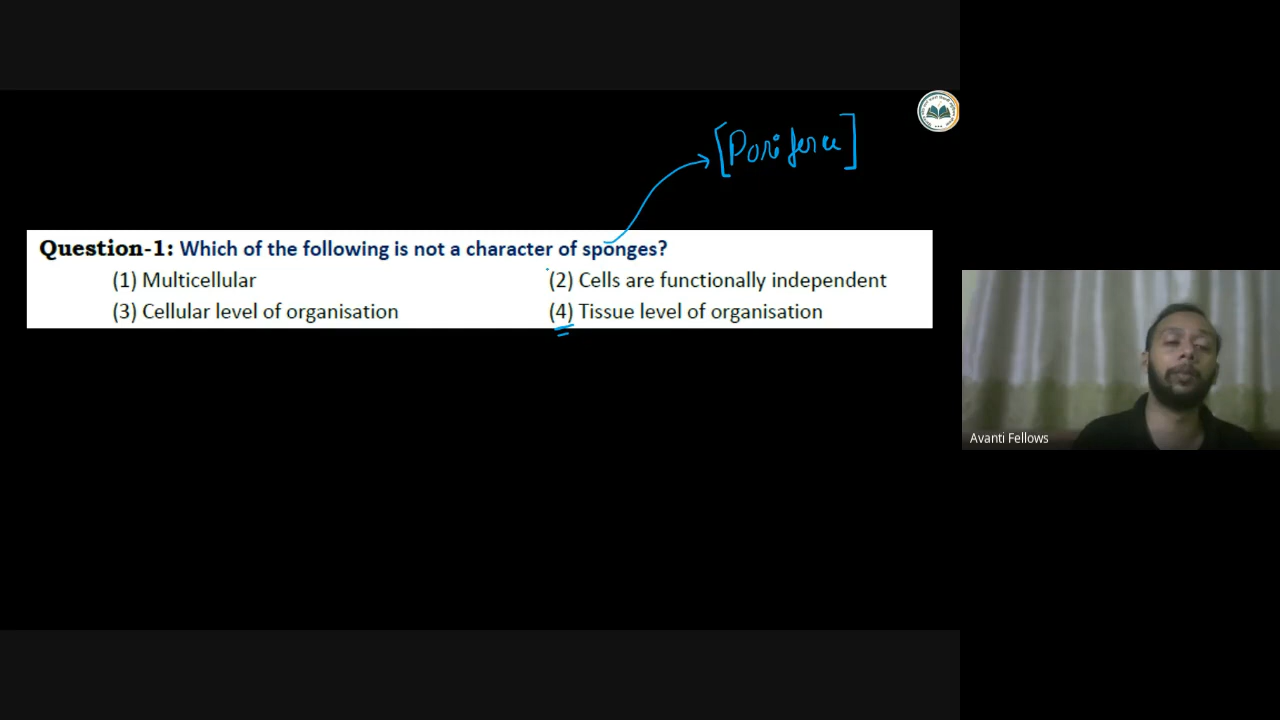 [Porifera]
Question-1: Which of the following is not a character of sponges?
(1) Multicellular (2) Cells are functionally independent
(3) Cellular level of organisation (4) Tissue level of organisation
Avanti Fellows